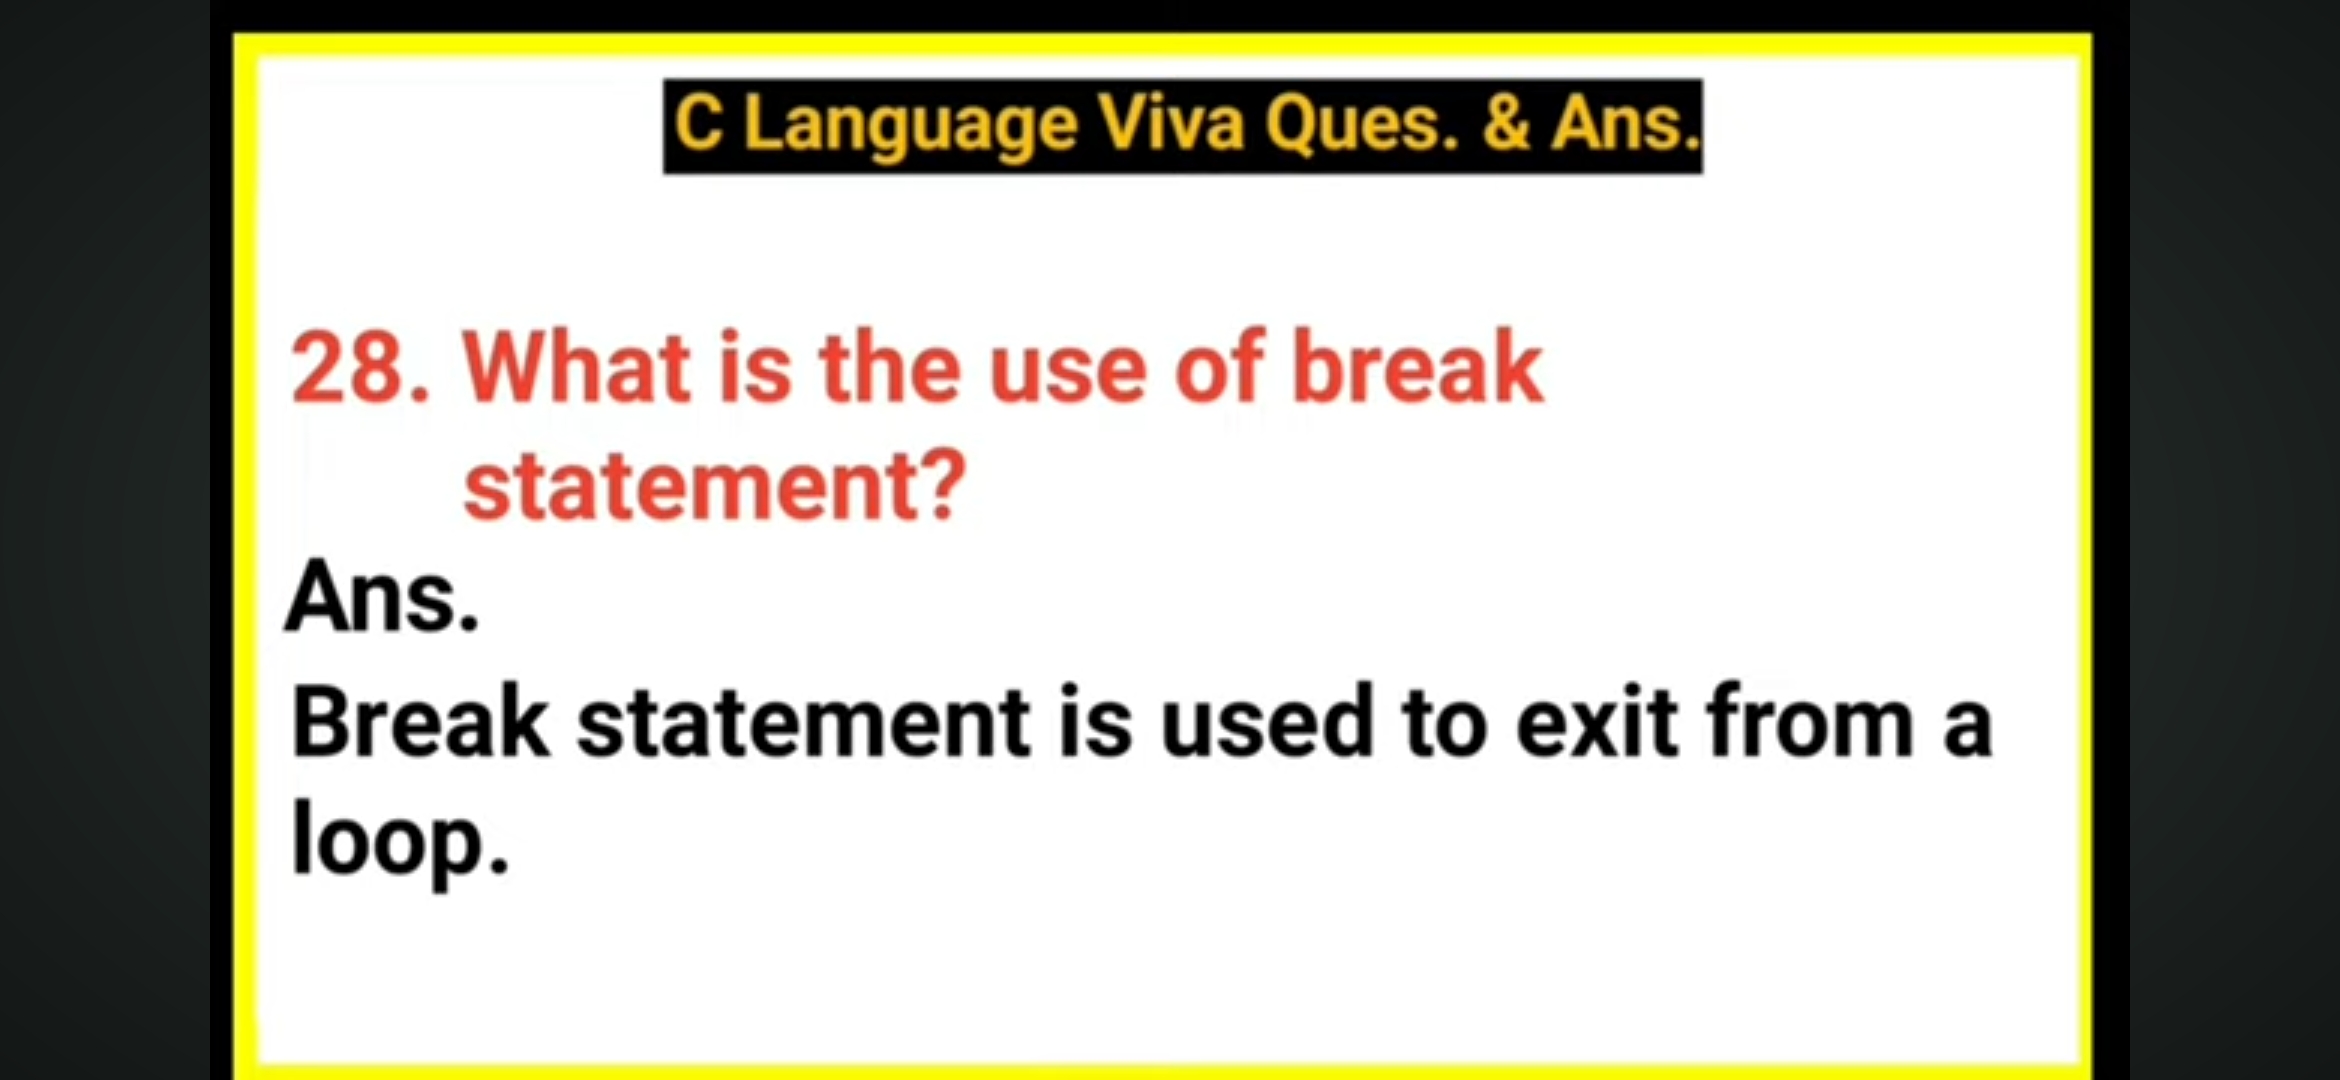 C Language Viva Ques. & Ans.
28. What is the use of break
statement?
Ans.
Break statement is used to exit from a
loop.